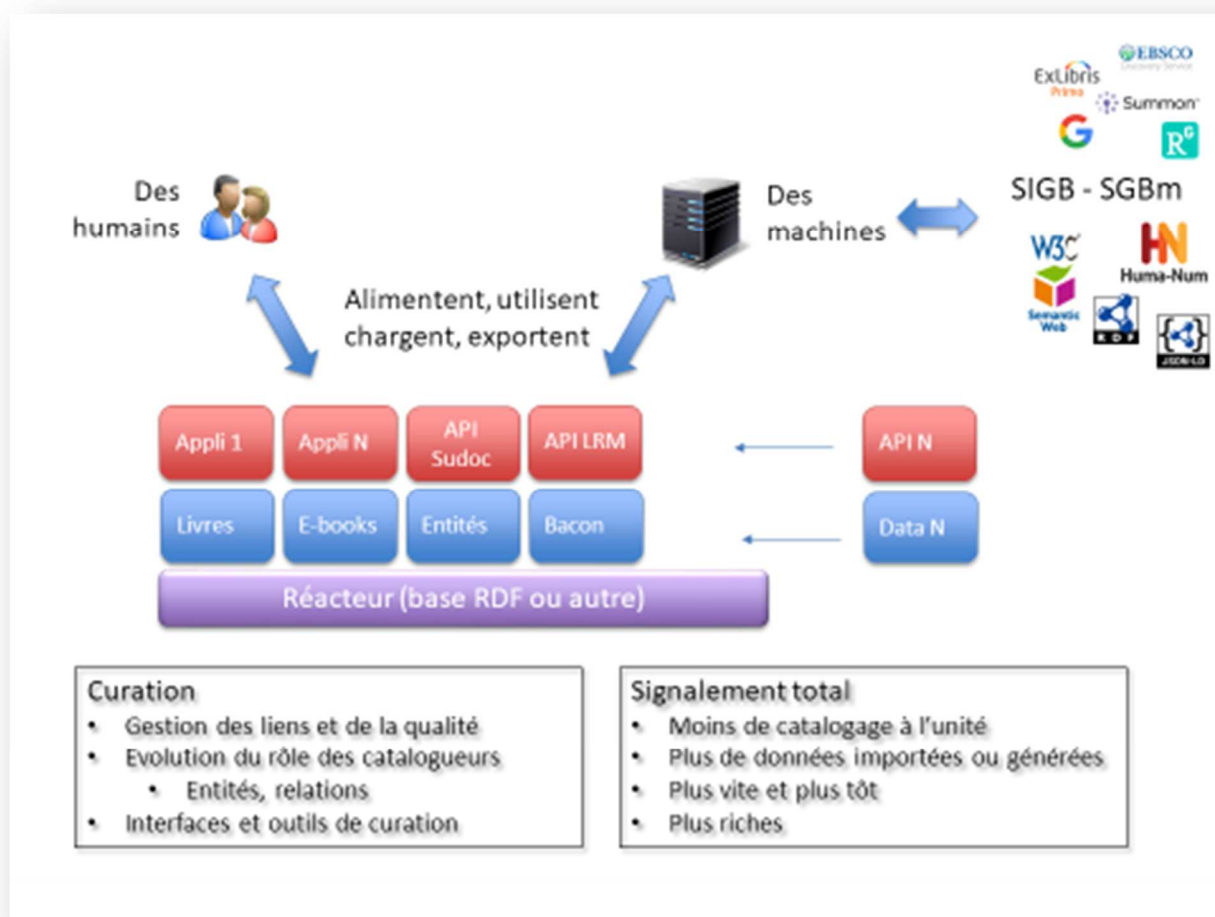 EBSCO
Discovery Service
ExLibris
Primo
Summon
G
RG
Des
humains
Des
machines
SIGB - SGBm
W3C
Semantic
Web
HN
Huma-Num
RDF
{ }
JSON-LD
Alimentent, utilisent
chargent, exportent
Appli 1
Appli N
API
Sudoc
API LRM
API N
Livres
E-books
Entités
Bacon
Data N
Réacteur (base RDF ou autre)
Curation
• Gestion des liens et de la qualité
• Evolution du rôle des catalogueurs
• Entités, relations
• Interfaces et outils de curation
Signalement total
• Moins de catalogage à l'unité
• Plus de données importées ou générées
• Plus vite et plus tôt
• Plus riches